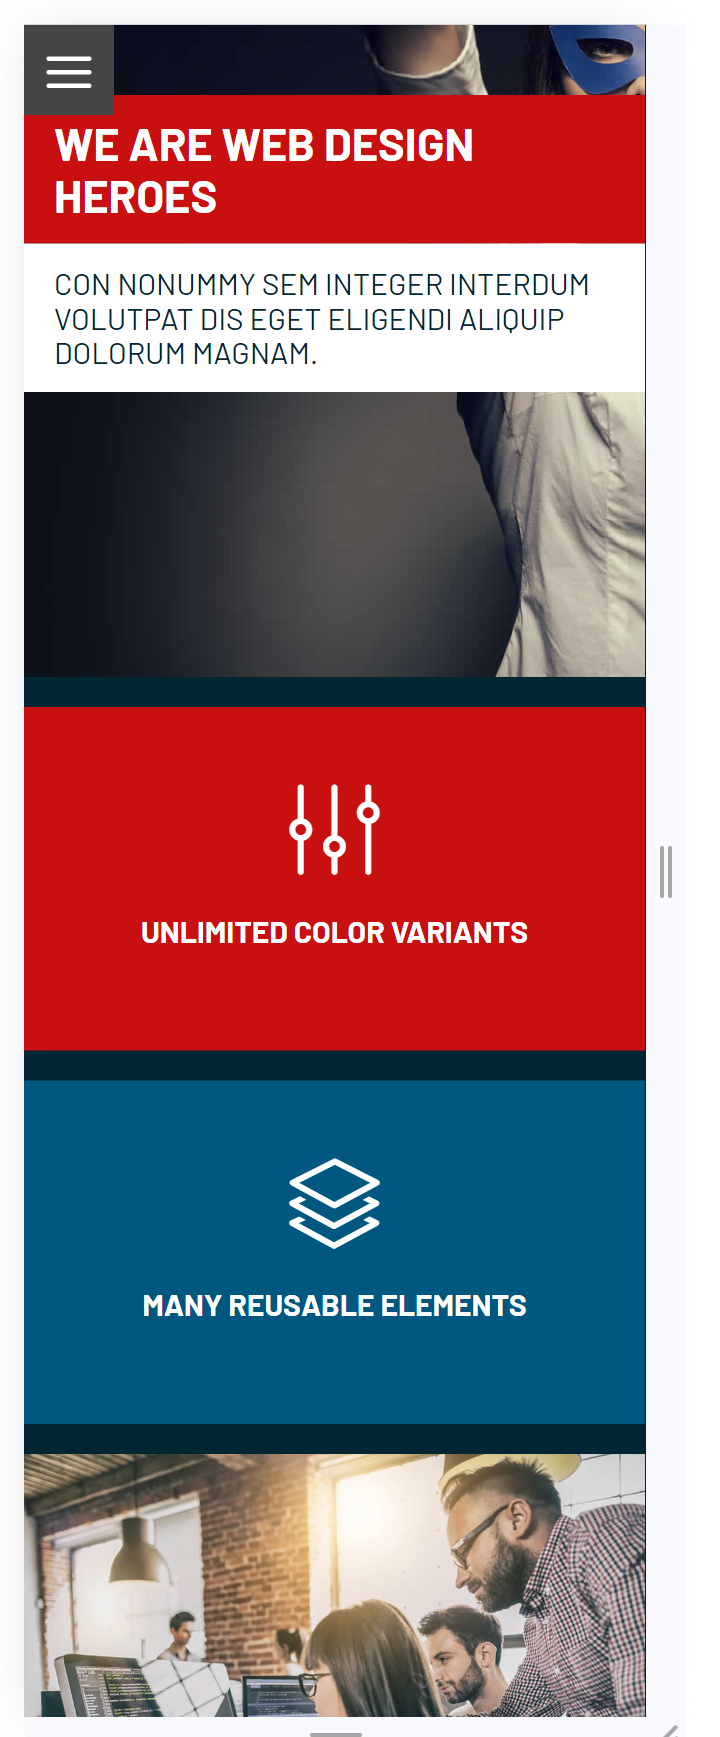 WE ARE WEB DESIGN
HEROES
CON NONUMMY SEM INTEGER INTERDUM
VOLUTPAT DIS EGET ELIGENDI ALIQUIP
DOLORUM MAGNAM.
UNLIMITED COLOR VARIANTS
MANY REUSABLE ELEMENTS